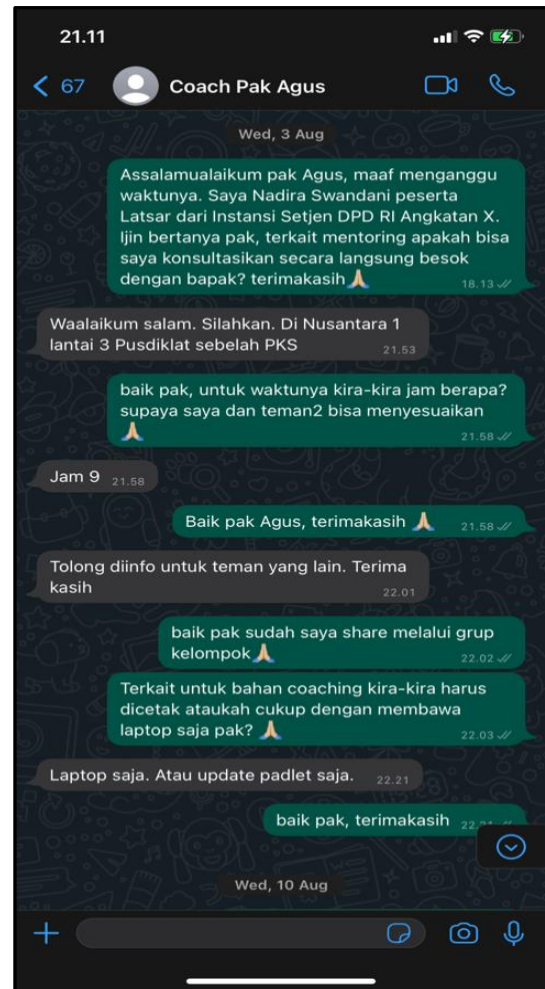 21.11
67
Coach Pak Agus
Wed, 3 Aug
Assalamualaikum pak Agus, maaf menganggu
waktunya. Saya Nadira Swandani peserta
Latsar dari Instansi Setjen DPD RI Angkatan X.
Ijin bertanya pak, terkait mentoring apakah bisa
saya konsultasikan secara langsung besok
dengan bapak? terimakasih🙏🏼
18.13
Waalaikum salam. Silahkan. Di Nusantara 1
lantai 3 Pusdiklat sebelah PKS
21.53
baik pak, untuk waktunya kira-kira jam berapa?
supaya saya dan teman2 bisa menyesuaikan
🙏🏼
21.58
Jam 9 21.58
Baik pak Agus, terimakasih 🙏🏼 21.58
Tolong diinfo untuk teman yang lain. Terima
kasih
22.01
baik pak sudah saya share melalui grup
kelompok🙏🏼
22.02
Terkait untuk bahan coaching kira-kira harus
dicetak ataukah cukup dengan membawa
laptop saja pak? 🙏🏼
22.03
Laptop saja. Atau update padlet saja. 22.21
baik pak, terimakasih
Wed, 10 Aug